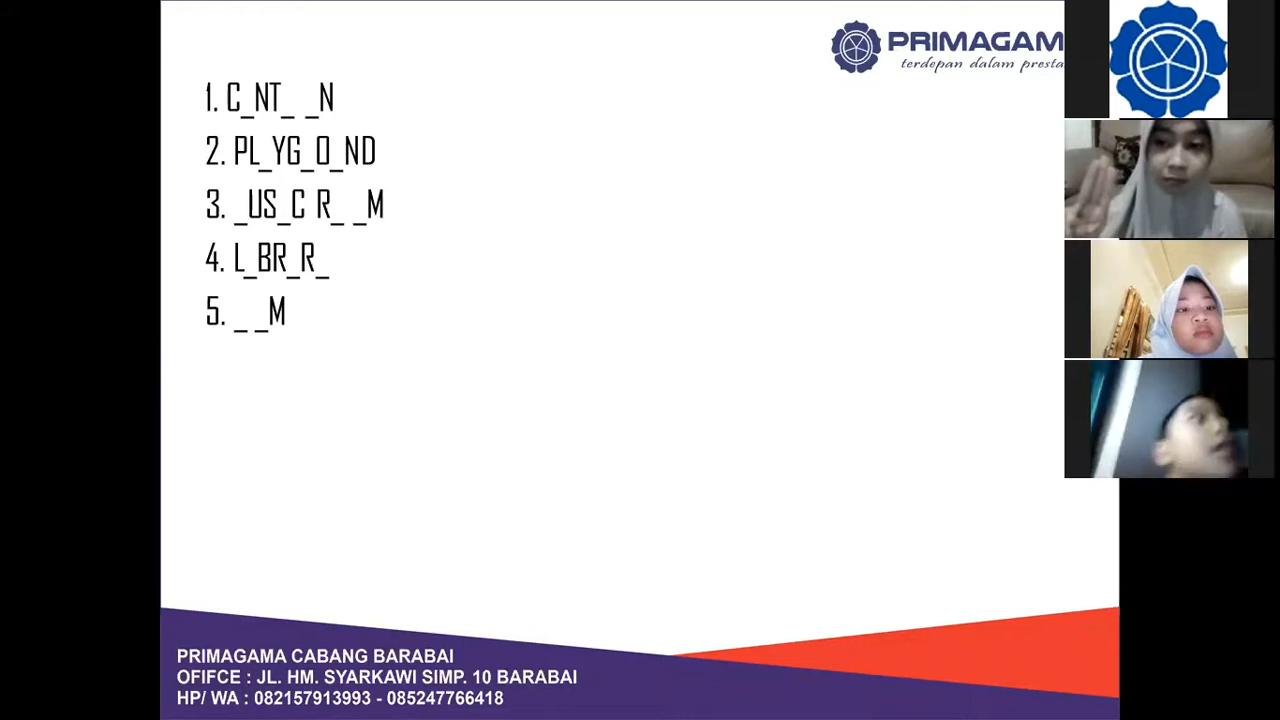 PRIMAGAM
terdepan dalam presta
1. C_NT_ _N
2. PL_YG_O_ND
3. _US_C R_ _M
4. L_BR_R_
5. _ _M
PRIMAGAMA CABANG BARABAI
OFIFCE : JL. HM. SYARKAWI SIMP. 10 BARABAI
HP/ WA : 082157913993 - 085247766418